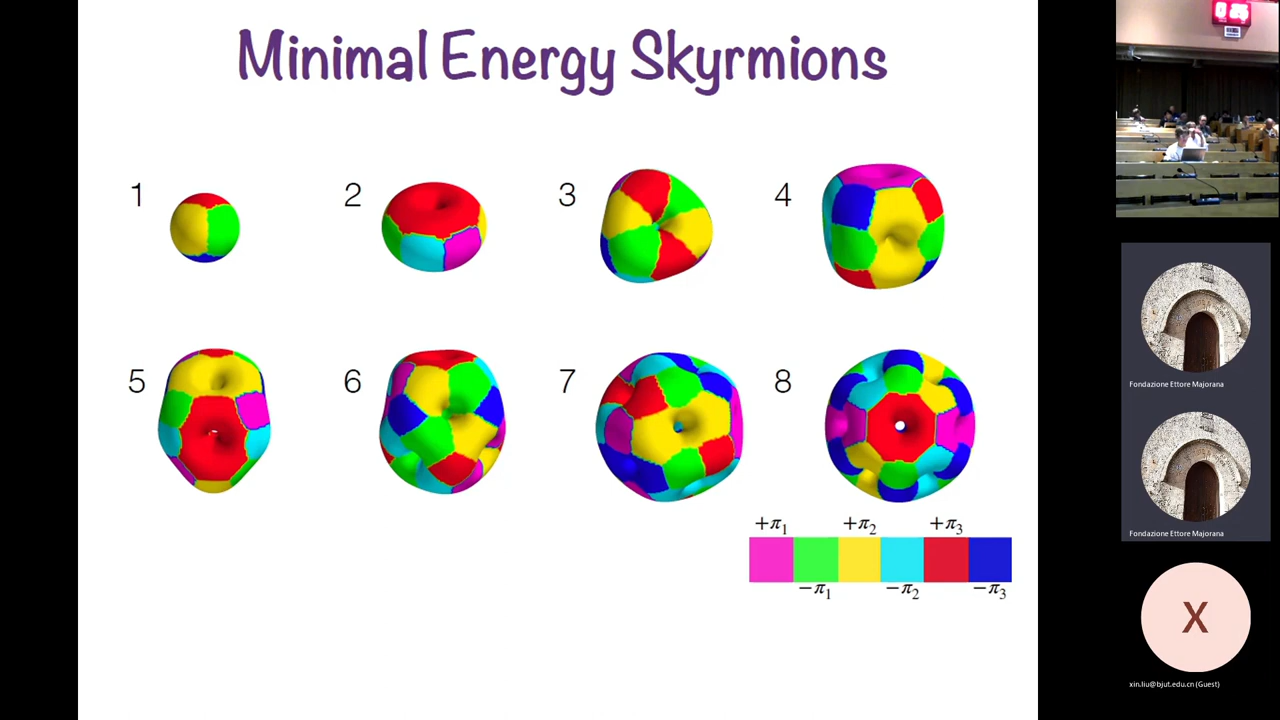 Minimal Energy Skyrmions
1 2 3 4
5 6 7 8
+π₁ +π₂ +π₃
−π₁ −π₂ −π₃
Fondazione Ettore Majorana
Fondazione Ettore Majorana
X
xin.liu@bjut.edu.cn (Guest)